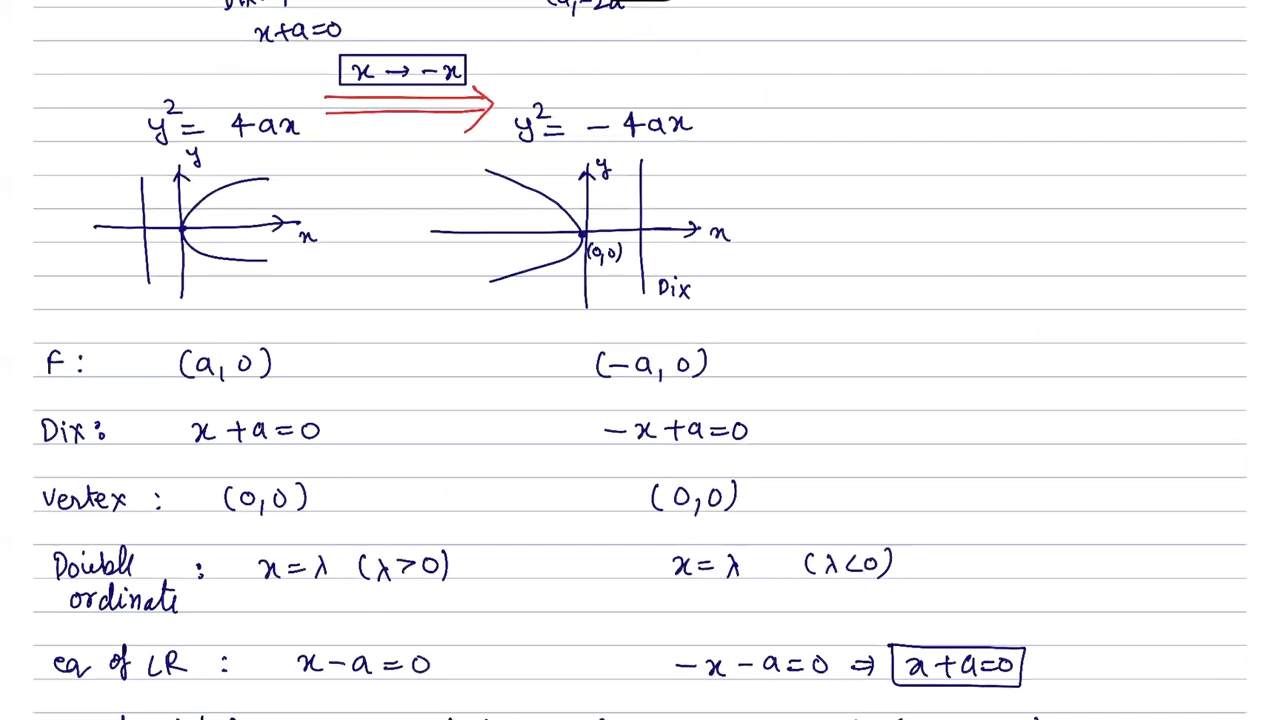 x+a=0
x → -x
y² = 4ax y² = - 4ax
y y
x (0,0) x
Dix
F: (a, 0) (-a, 0)
Dix: x + a = 0 - x + a = 0
Vertex : (0,0) (0,0)
Double : x = λ (λ > 0) x = λ (λ < 0)
ordinate
eq of LR : x - a = 0 - x - a = 0 ⇒ x + a = 0